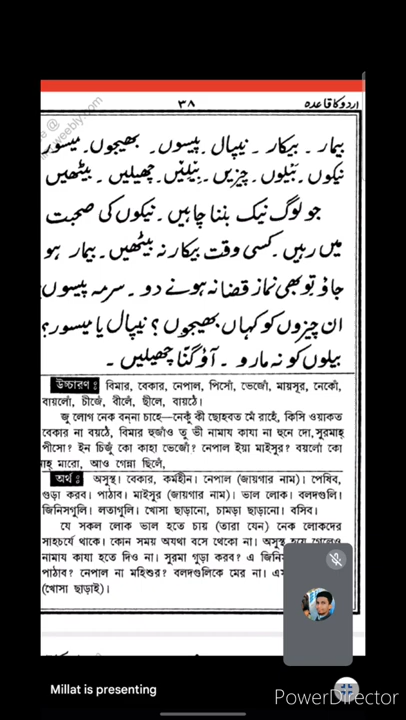 اردو کا قاعدہ ۳۸
بیمار ۔ بیکار ۔ نیپال ۔ پیسوں ۔ بھیجوں ۔ میسور
نیکوں ۔ بَیلوں ۔ چیزیں ۔ بیلیں ۔ چھیلیں ۔ بیٹھیں
جو لوگ نیک بننا چاہیں ۔ نیکوں کی صحبت
میں رہیں ۔ کسی وقت بیکار نہ بیٹھیں ۔ بیمار ہو
جاؤ تو بھی نماز قضا نہ ہونے دو ۔ سرمہ پیسوں
ان چیزوں کو کہاں بھیجوں ؟ نیپال یا میسور ؟
بیلوں کو نہ مارو ۔ آؤ گنّا چھیلیں ۔
উচ্চারণ : বিমার, বেকার, নেপাল, পিসোঁ, ভেজোঁ, মায়সূর, নেকোঁ,
বায়লোঁ, চীজেঁ, বীলেঁ, ছীলে, বায়ঠে।
জু লোগ নেক বন্‌না চাহে—নেকুঁ কী ছোহবত মেঁ রাহেঁ, কিসি ওয়াকত
বেকার না বয়ঠে, বিমার হুজাঁও তু ভী নামায কাযা না হুনে দো, সুরমাহ্
পীসো? ইন চিজুঁ কো কাহা ভেজোঁ? নেপাল ইয়া মাইসুর? বয়লোঁ কো
নাহ্ মারো, আও গেন্না ছিলেঁ,
অর্থ : অসুস্থ। বেকার, কর্মহীন। নেপাল (জায়গার নাম)। পেষিব,
গুড়া করব। পাঠাব। মাইসুর (জায়গার নাম)। ভাল লোক। বলদগুলি।
জিনিসগুলি। লতাগুলি। খোসা ছাড়ানো, চামড়া ছাড়ানো। বসিব।
যে সকল লোক ভাল হতে চায় (তারা যেন) নেক লোকদের
সাহচর্যে থাকে। কোন সময় অযথা বসে থেকো না। অসুস্থ হয়ে গেলেও
নামায কাযা হতে দিও না। সুরমা গুড়া করব? এ জিনি
পাঠাব? নেপাল না মহিশুর? বলদগুলিকে মের না। এস
(খোসা ছাড়াই)।
Millat is presenting
PowerDirector